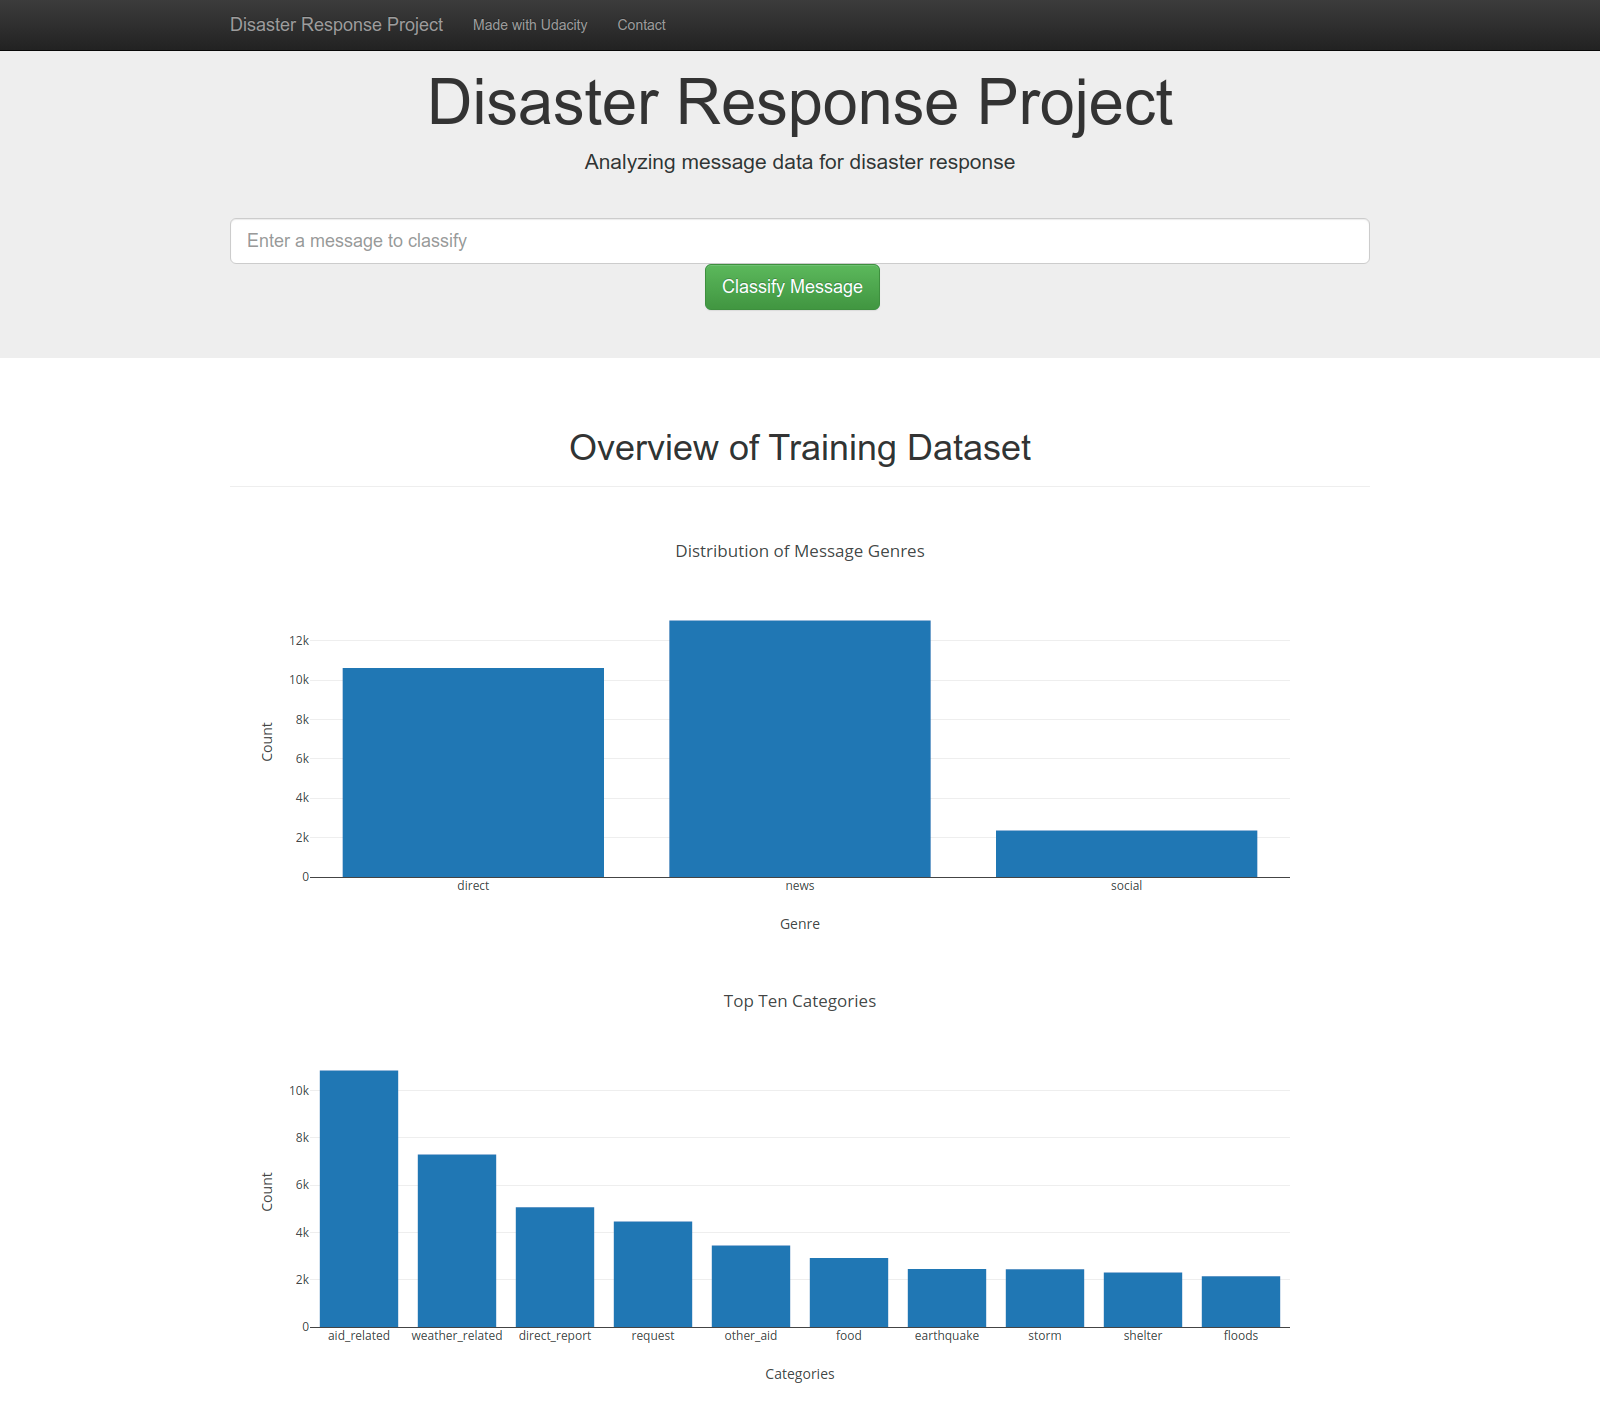 Disaster Response Project Made with Udacity Contact
Disaster Response Project
Analyzing message data for disaster response
Enter a message to classify
Classify Message
Overview of Training Dataset
Distribution of Message Genres
12k
10k
8k
6k
4k
2k
0
Count
direct news social
Genre
Top Ten Categories
10k
8k
6k
4k
2k
0
Count
aid_related weather_related direct_report request other_aid food earthquake storm shelter floods
Categories